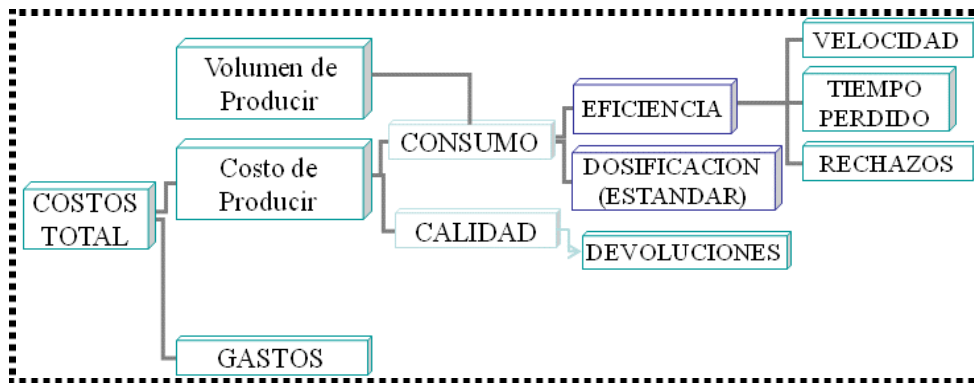 Volumen de
Producir
Costo de
Producir
COSTOS
TOTAL
GASTOS
CONSUMO
CALIDAD
EFICIENCIA
DOSIFICACION
(ESTANDAR)
DEVOLUCIONES
VELOCIDAD
TIEMPO
PERDIDO
RECHAZOS